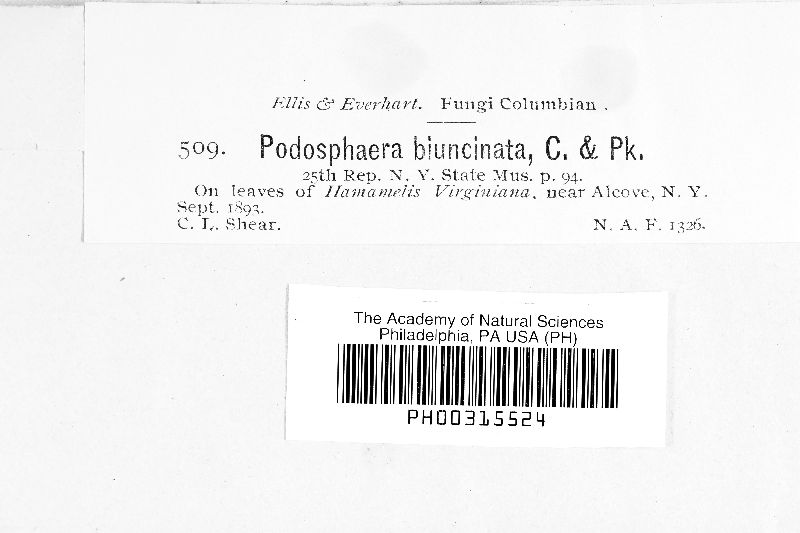 Ellis & Everhart. Fungi Columbian .
509. Podosphaera biuncinata, C. & Pk.
25th Rep. N. Y. State Mus. p. 94.
On leaves of Hamamelis Virginiana, near Alcove, N. Y.
Sept. 1893.
C. L. Shear. N. A. F. 1326.
The Academy of Natural Sciences
Philadelphia, PA USA (PH)
PH00315524